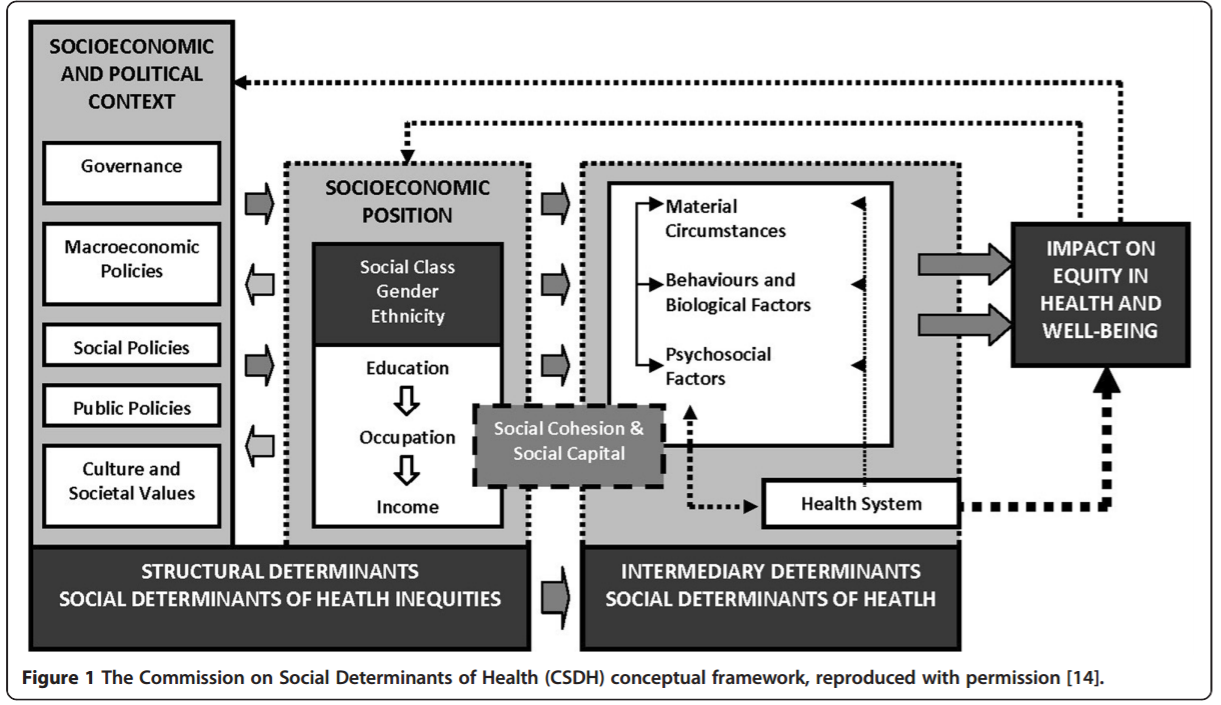 SOCIOECONOMIC
AND POLITICAL
CONTEXT
Governance
Macroeconomic
Policies
Social Policies
Public Policies
Culture and
Societal Values
SOCIOECONOMIC
POSITION
Social Class
Gender
Ethnicity
Education
Occupation
Income
Social Cohesion &
Social Capital
Material
Circumstances
Behaviours and
Biological Factors
Psychosocial
Factors
Health System
IMPACT ON
EQUITY IN
HEALTH AND
WELL-BEING
STRUCTURAL DETERMINANTS
SOCIAL DETERMINANTS OF HEATLH INEQUITIES
INTERMEDIARY DETERMINANTS
SOCIAL DETERMINANTS OF HEATLH
Figure 1 The Commission on Social Determinants of Health (CSDH) conceptual framework, reproduced with permission [14].